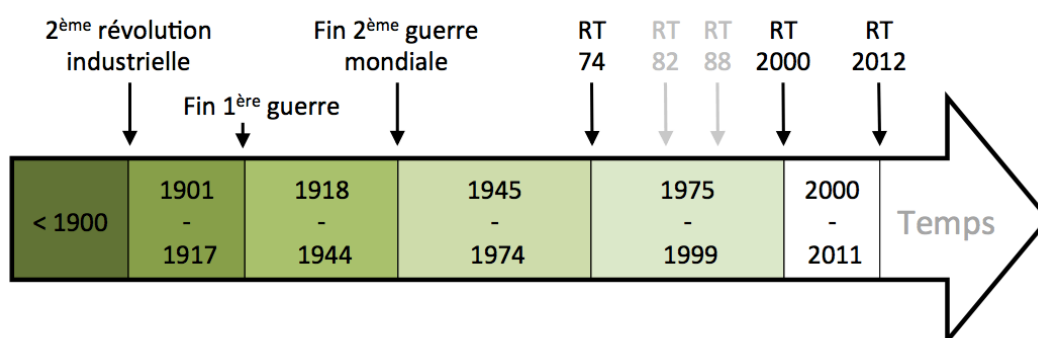 2ème révolution
industrielle
Fin 1ère guerre
Fin 2ème guerre
mondiale
RT
74
RT
82
RT
88
RT
2000
RT
2012
< 1900
1901
-
1917
1918
-
1944
1945
-
1974
1975
-
1999
2000
-
2011
Temps